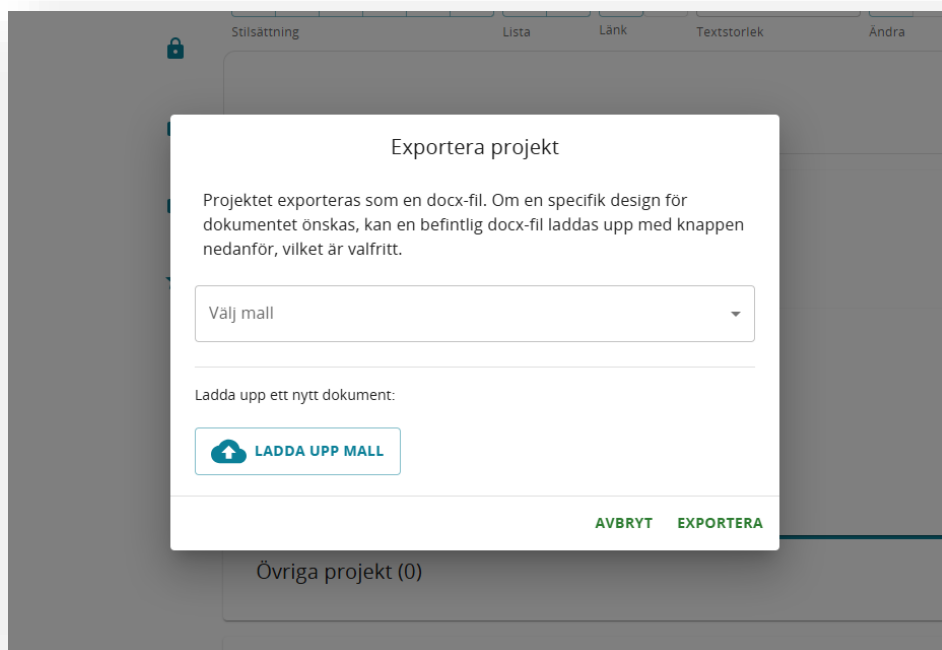 Stilsättning Lista Länk Textstorlek Ändra
Exportera projekt
Projektet exporteras som en docx-fil. Om en specifik design för
dokumentet önskas, kan en befintlig docx-fil laddas upp med knappen
nedanför, vilket är valfritt.
Välj mall
Ladda upp ett nytt dokument:
LADDA UPP MALL
AVBRYT EXPORTERA
Övriga projekt (0)